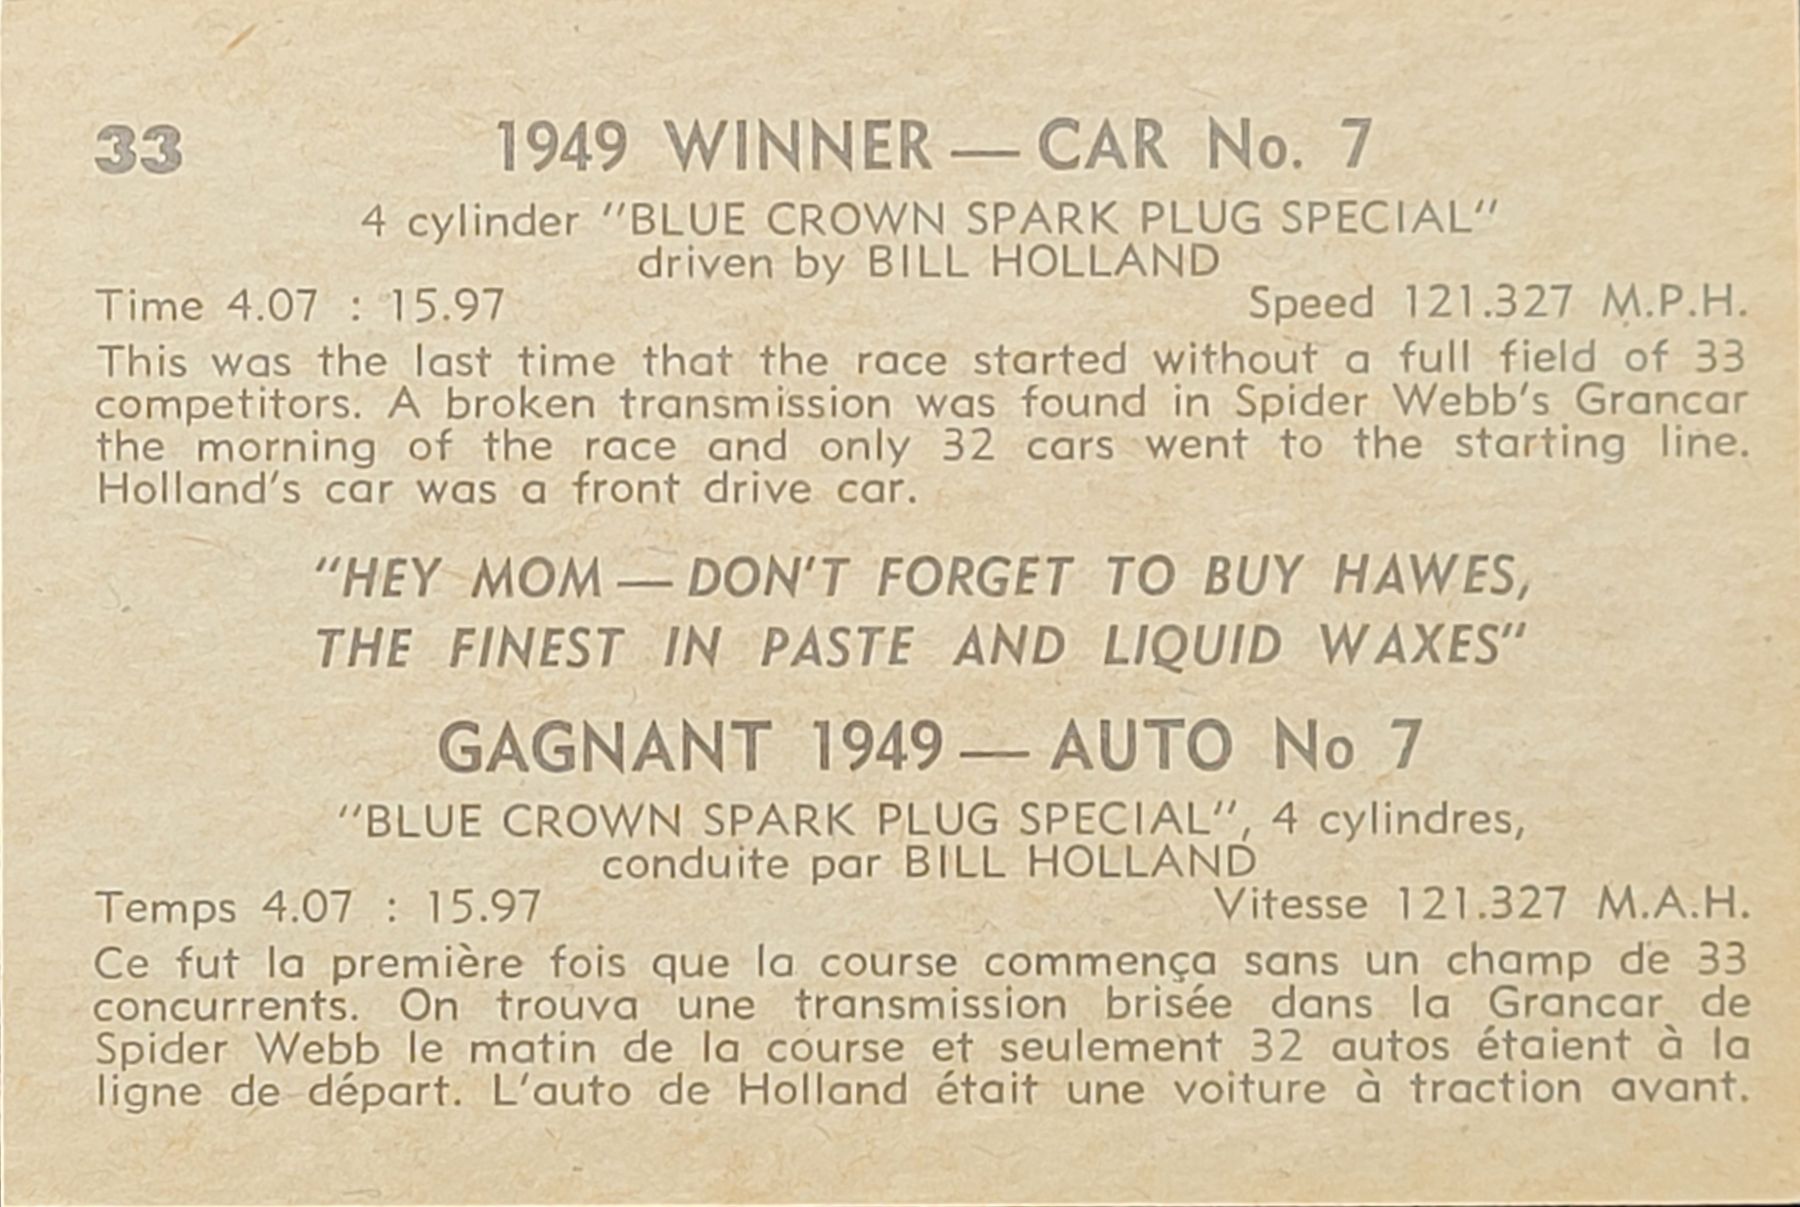 33
1949 WINNER — CAR No. 7
4 cylinder "BLUE CROWN SPARK PLUG SPECIAL"
driven by BILL HOLLAND
Time 4.07 : 15.97 Speed 121.327 M.P.H.
This was the last time that the race started without a full field of 33
competitors. A broken transmission was found in Spider Webb's Grancar
the morning of the race and only 32 cars went to the starting line.
Holland's car was a front drive car.
"HEY MOM — DON'T FORGET TO BUY HAWES,
THE FINEST IN PASTE AND LIQUID WAXES"
GAGNANT 1949 — AUTO No 7
"BLUE CROWN SPARK PLUG SPECIAL", 4 cylindres,
conduite par BILL HOLLAND
Temps 4.07 : 15.97 Vitesse 121.327 M.A.H.
Ce fut la première fois que la course commença sans un champ de 33
concurrents. On trouva une transmission brisée dans la Grancar de
Spider Webb le matin de la course et seulement 32 autos étaient à la
ligne de départ. L'auto de Holland était une voiture à traction avant.